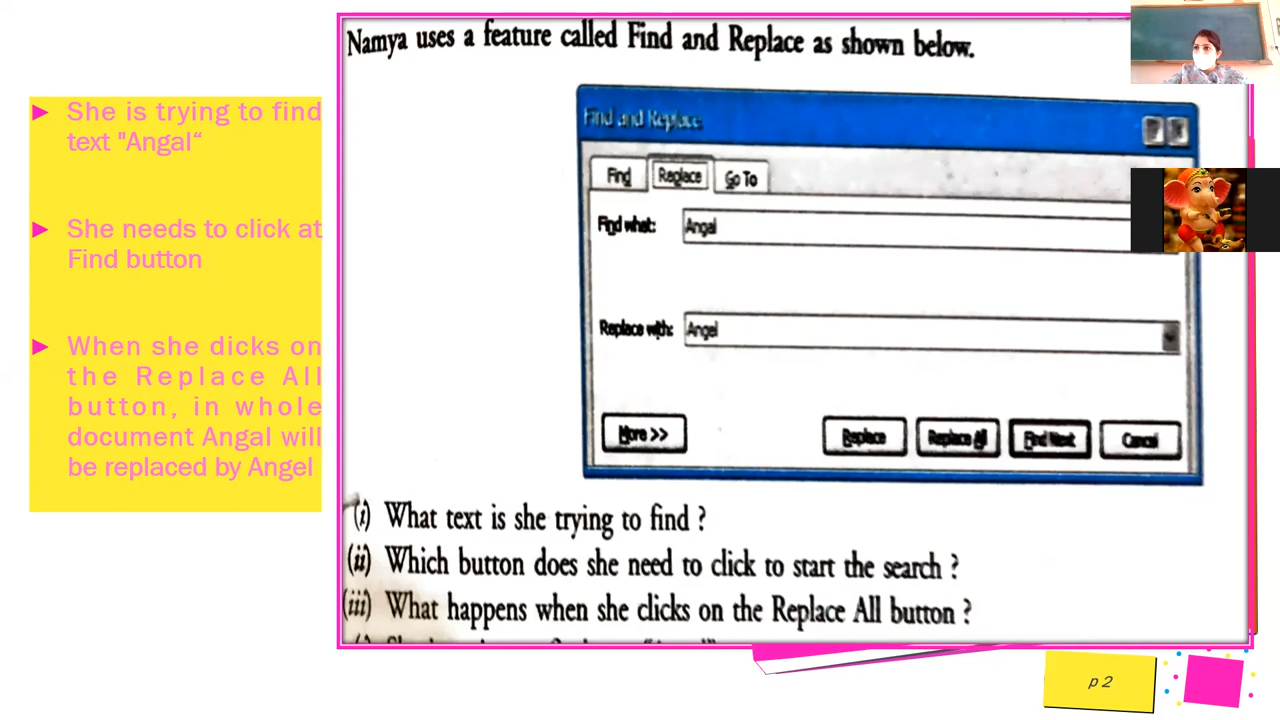 ► She is trying to find
text "Angal“
► She needs to click at
Find button
► When she dicks on
the Replace All
button, in whole
document Angal will
be replaced by Angel
Namya uses a feature called Find and Replace as shown below.
Find and Replace
Find Replace Go To
Find what: Angal
Replace with: Angel
More >> Replace Replace All Find Next Cancel
(i) What text is she trying to find ?
(ii) Which button does she need to click to start the search ?
(iii) What happens when she clicks on the Replace All button ?
p 2